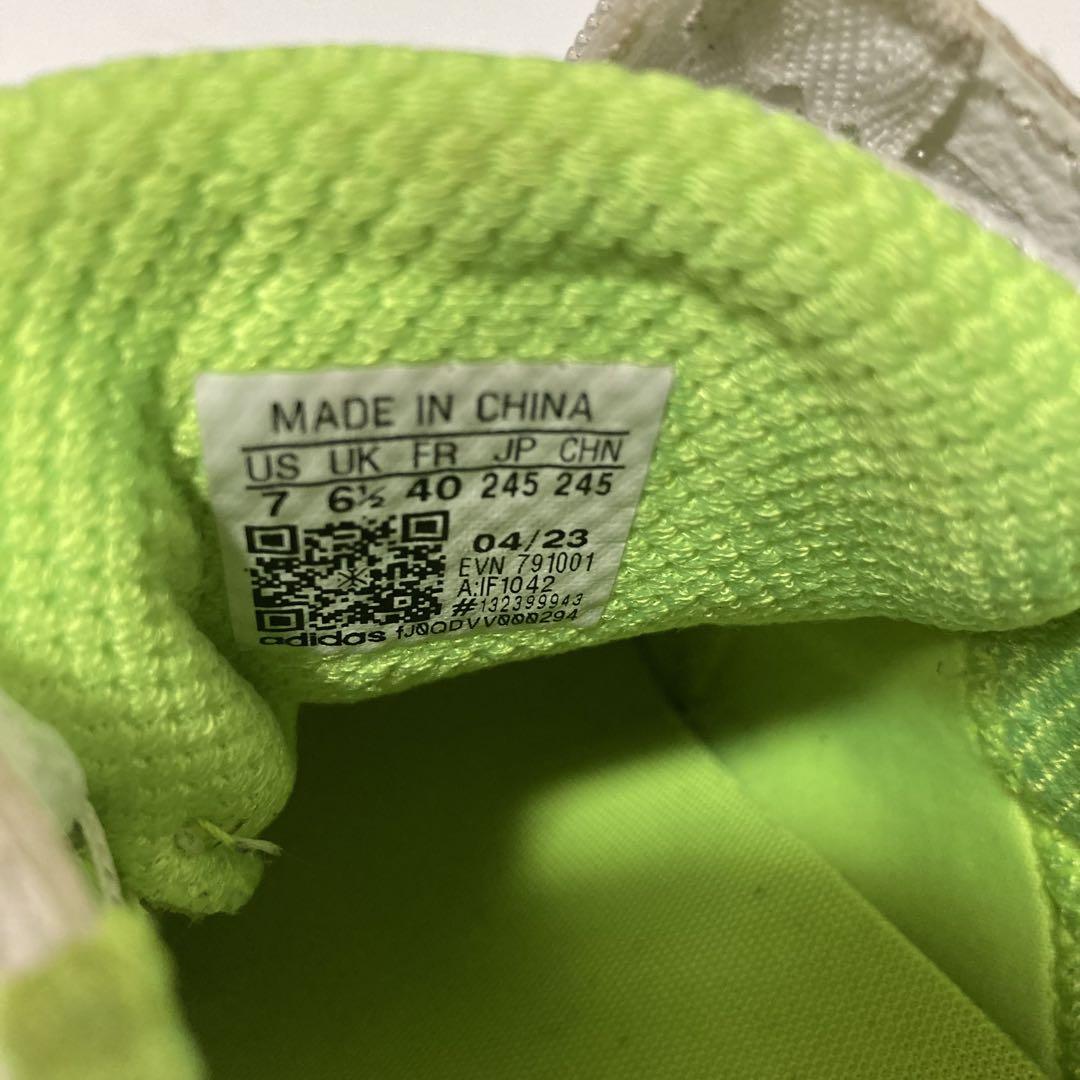 MADE IN CHINA
US UK FR JP CHN
7 6½ 40 245 245
04/23
EVN 791001
A:IF1042
#132399943
adidas fJ0QDVV000294